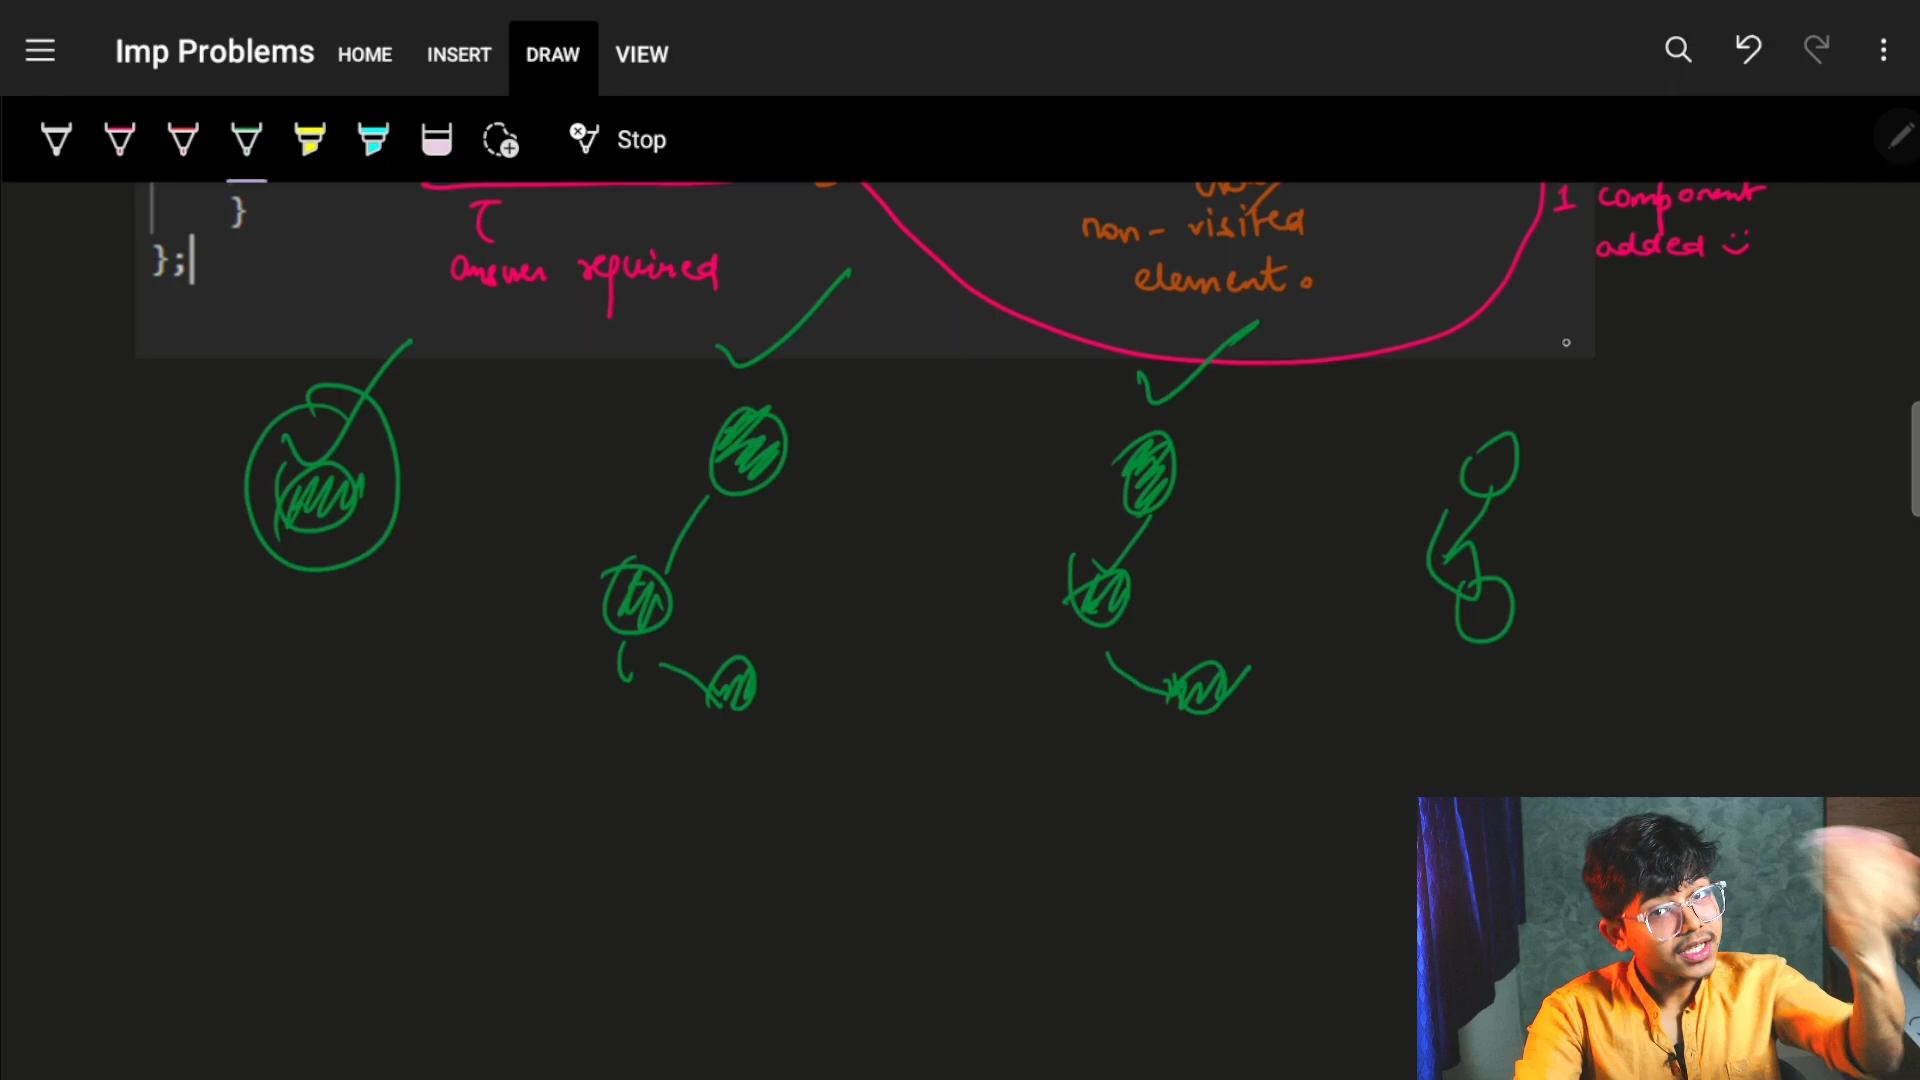 Imp Problems HOME INSERT DRAW VIEW
Stop
}
};
answer required
non-visited
element.
1 component
added